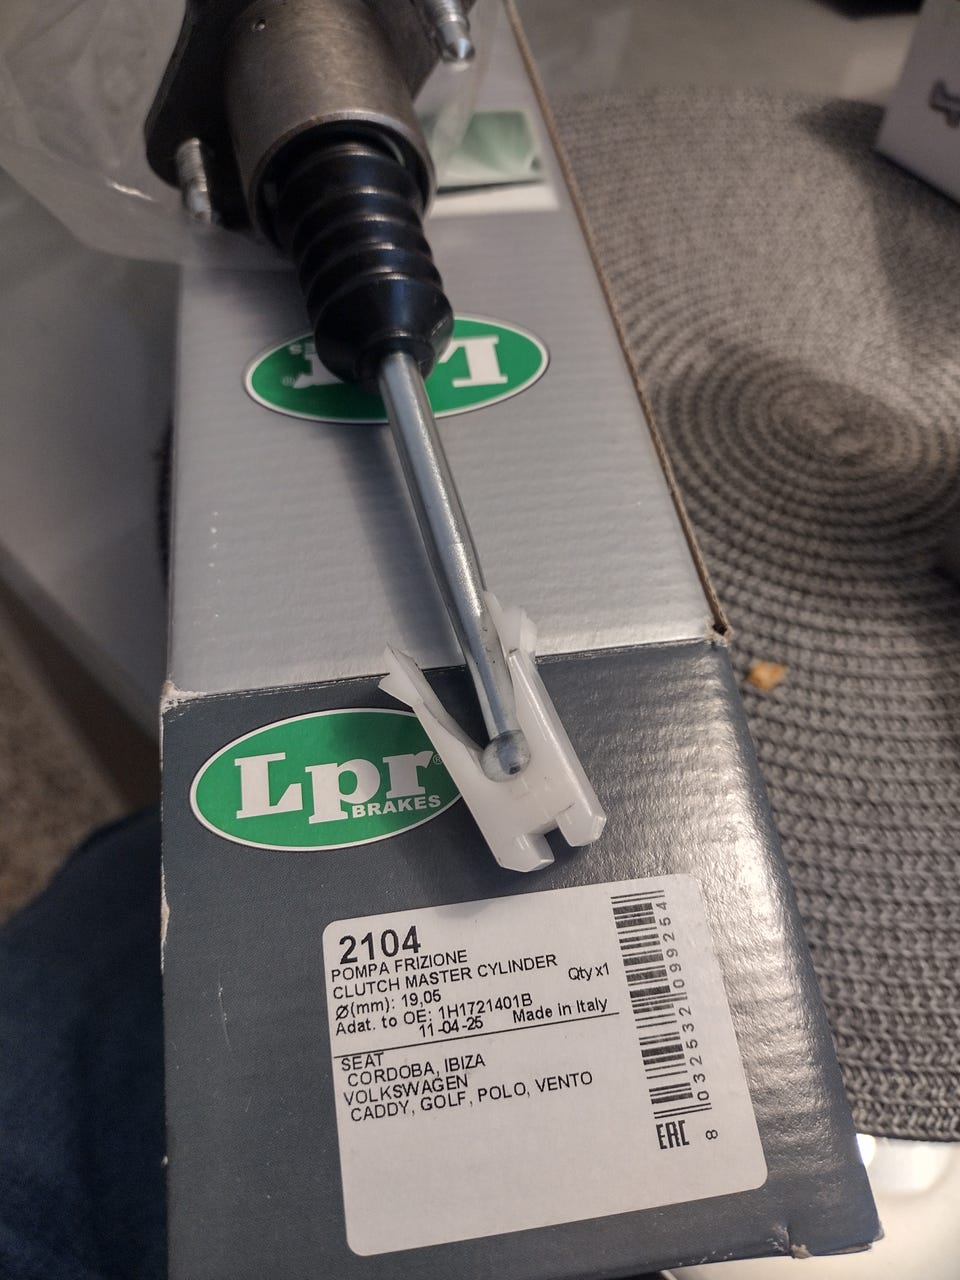 Lpr
Lpr®
BRAKES
2104
POMPA FRIZIONE
CLUTCH MASTER CYLINDER Qty x1
Ø(mm): 19,05
Adat. to OE: 1H1721401B
11-04-25 Made in Italy
SEAT
CORDOBA, IBIZA
VOLKSWAGEN
CADDY, GOLF, POLO, VENTO
8 032532 099254
EAC